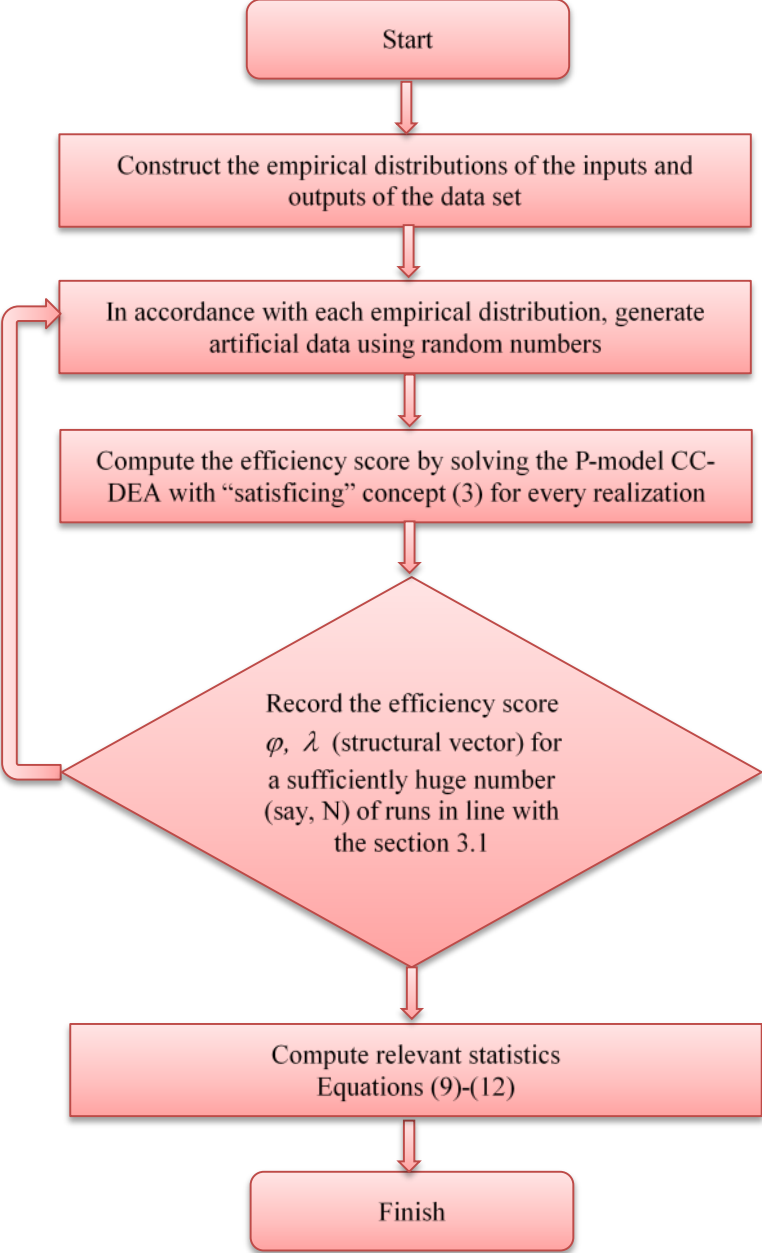 Start
Construct the empirical distributions of the inputs and
outputs of the data set
In accordance with each empirical distribution, generate
artificial data using random numbers
Compute the efficiency score by solving the P-model CC-
DEA with “satisficing” concept (3) for every realization
Record the efficiency score
φ, λ (structural vector) for
a sufficiently huge number
(say, N) of runs in line with
the section 3.1
Compute relevant statistics
Equations (9)-(12)
Finish